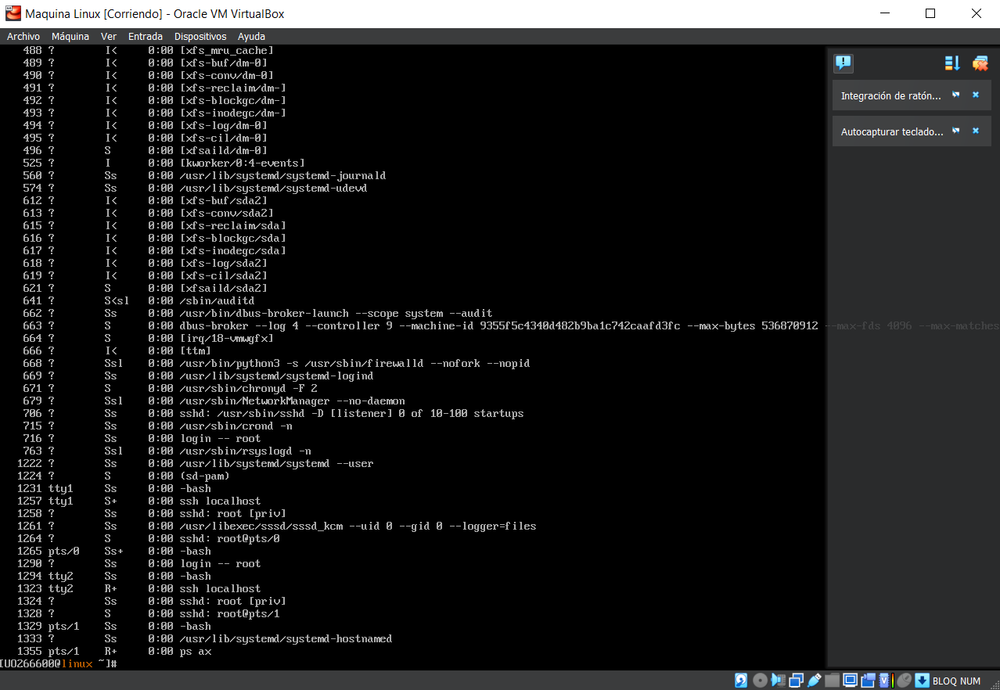 Maquina Linux [Corriendo] - Oracle VM VirtualBox
Archivo Máquina Ver Entrada Dispositivos Ayuda
488 ? I< 0:00 [xfs_mru_cache]
489 ? I< 0:00 [xfs-buf/dm-0]
490 ? I< 0:00 [xfs-conv/dm-0]
491 ? I< 0:00 [xfs-reclaim/dm-]
492 ? I< 0:00 [xfs-blockgc/dm-]
493 ? I< 0:00 [xfs-inodegc/dm-]
494 ? I< 0:00 [xfs-log/dm-0]
495 ? I< 0:00 [xfs-cil/dm-0]
496 ? S 0:00 [xfsaild/dm-0]
525 ? I 0:00 [kworker/0:4-events]
560 ? Ss 0:00 /usr/lib/systemd/systemd-journald
574 ? Ss 0:00 /usr/lib/systemd/systemd-udevd
612 ? I< 0:00 [xfs-buf/sda2]
613 ? I< 0:00 [xfs-conv/sda2]
615 ? I< 0:00 [xfs-reclaim/sda]
616 ? I< 0:00 [xfs-blockgc/sda]
617 ? I< 0:00 [xfs-inodegc/sda]
618 ? I< 0:00 [xfs-log/sda2]
619 ? I< 0:00 [xfs-cil/sda2]
621 ? S 0:00 [xfsaild/sda2]
641 ? S<sl 0:00 /sbin/auditd
662 ? Ss 0:00 /usr/bin/dbus-broker-launch --scope system --audit
663 ? S 0:00 dbus-broker --log 4 --controller 9 --machine-id 9355f5c4340d482b9ba1c742caafd3fc --max-bytes 536870912 --max-fds 4096 --max-matches
664 ? S 0:00 [irq/18-vmwgfx]
666 ? I< 0:00 [ttm]
668 ? Ssl 0:00 /usr/bin/python3 -s /usr/sbin/firewalld --nofork --nopid
669 ? Ss 0:00 /usr/lib/systemd/systemd-logind
671 ? S 0:00 /usr/sbin/chronyd -F 2
679 ? Ssl 0:00 /usr/sbin/NetworkManager --no-daemon
706 ? Ss 0:00 sshd: /usr/sbin/sshd -D [listener] 0 of 10-100 startups
715 ? Ss 0:00 /usr/sbin/crond -n
716 ? Ss 0:00 login -- root
763 ? Ssl 0:00 /usr/sbin/rsyslogd -n
1222 ? Ss 0:00 /usr/lib/systemd/systemd --user
1224 ? S 0:00 (sd-pam)
1231 tty1 Ss 0:00 -bash
1257 tty1 S+ 0:00 ssh localhost
1258 ? Ss 0:00 sshd: root [priv]
1261 ? Ss 0:00 /usr/libexec/sssd/sssd_kcm --uid 0 --gid 0 --logger=files
1264 ? S 0:00 sshd: root@pts/0
1265 pts/0 Ss+ 0:00 -bash
1290 ? Ss 0:00 login -- root
1294 tty2 Ss 0:00 -bash
1323 tty2 R+ 0:00 ssh localhost
1324 ? Ss 0:00 sshd: root [priv]
1328 ? S 0:00 sshd: root@pts/1
1329 pts/1 Ss 0:00 -bash
1333 ? Ss 0:00 /usr/lib/systemd/systemd-hostnamed
1355 pts/1 R+ 0:00 ps ax
[UO266600@linux ~]#
Integración de ratón...
Autocapturar teclado...
BLOQ NUM